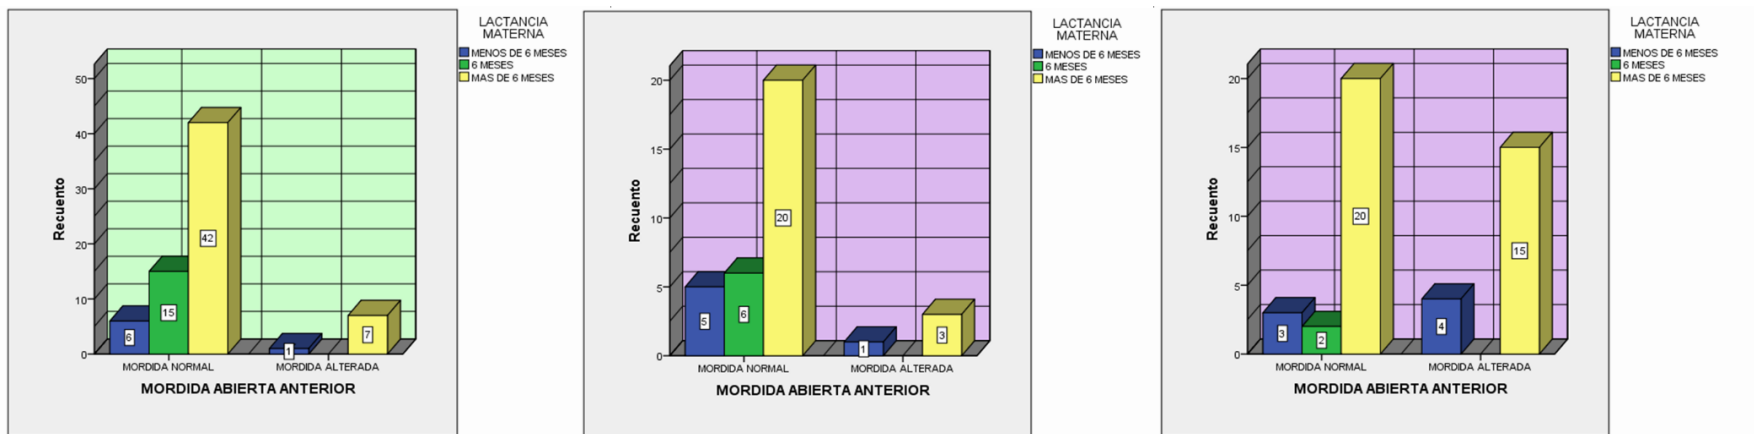 LACTANCIA
MATERNA
MENOS DE 6 MESES
6 MESES
MAS DE 6 MESES
Recuento
50
40
30
20
10
0
6
15
42
1
7
MORDIDA NORMAL
MORDIDA ALTERADA
MORDIDA ABIERTA ANTERIOR
LACTANCIA
MATERNA
MENOS DE 6 MESES
6 MESES
MAS DE 6 MESES
Recuento
20
15
10
5
0
5
6
20
1
3
MORDIDA NORMAL
MORDIDA ALTERADA
MORDIDA ABIERTA ANTERIOR
LACTANCIA
MATERNA
MENOS DE 6 MESES
6 MESES
MAS DE 6 MESES
Recuento
20
15
10
5
0
3
2
20
4
15
MORDIDA NORMAL
MORDIDA ALTERADA
MORDIDA ABIERTA ANTERIOR